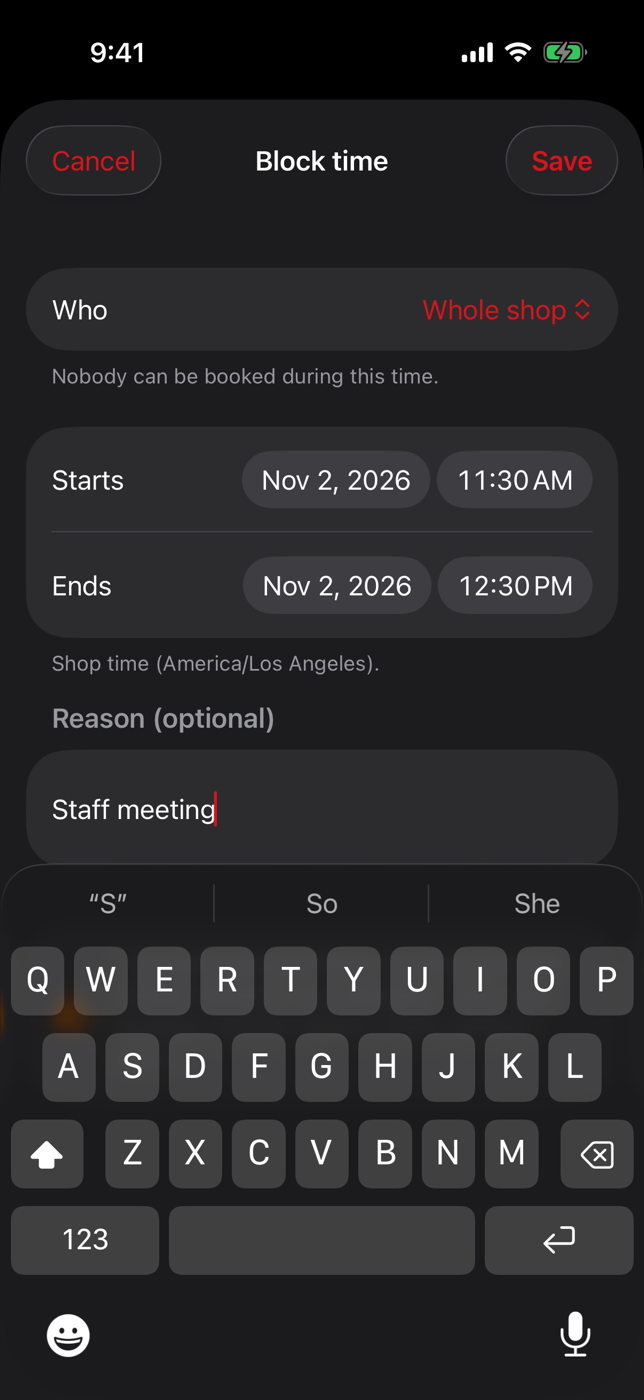 9:41
Cancel Block time Save
Who Whole shop
Nobody can be booked during this time.
Starts Nov 2, 2026 11:30 AM
Ends Nov 2, 2026 12:30 PM
Shop time (America/Los Angeles).
Reason (optional)
Staff meeting
“S” So She
Q W E R T Y U I O P
A S D F G H J K L
Z X C V B N M
123